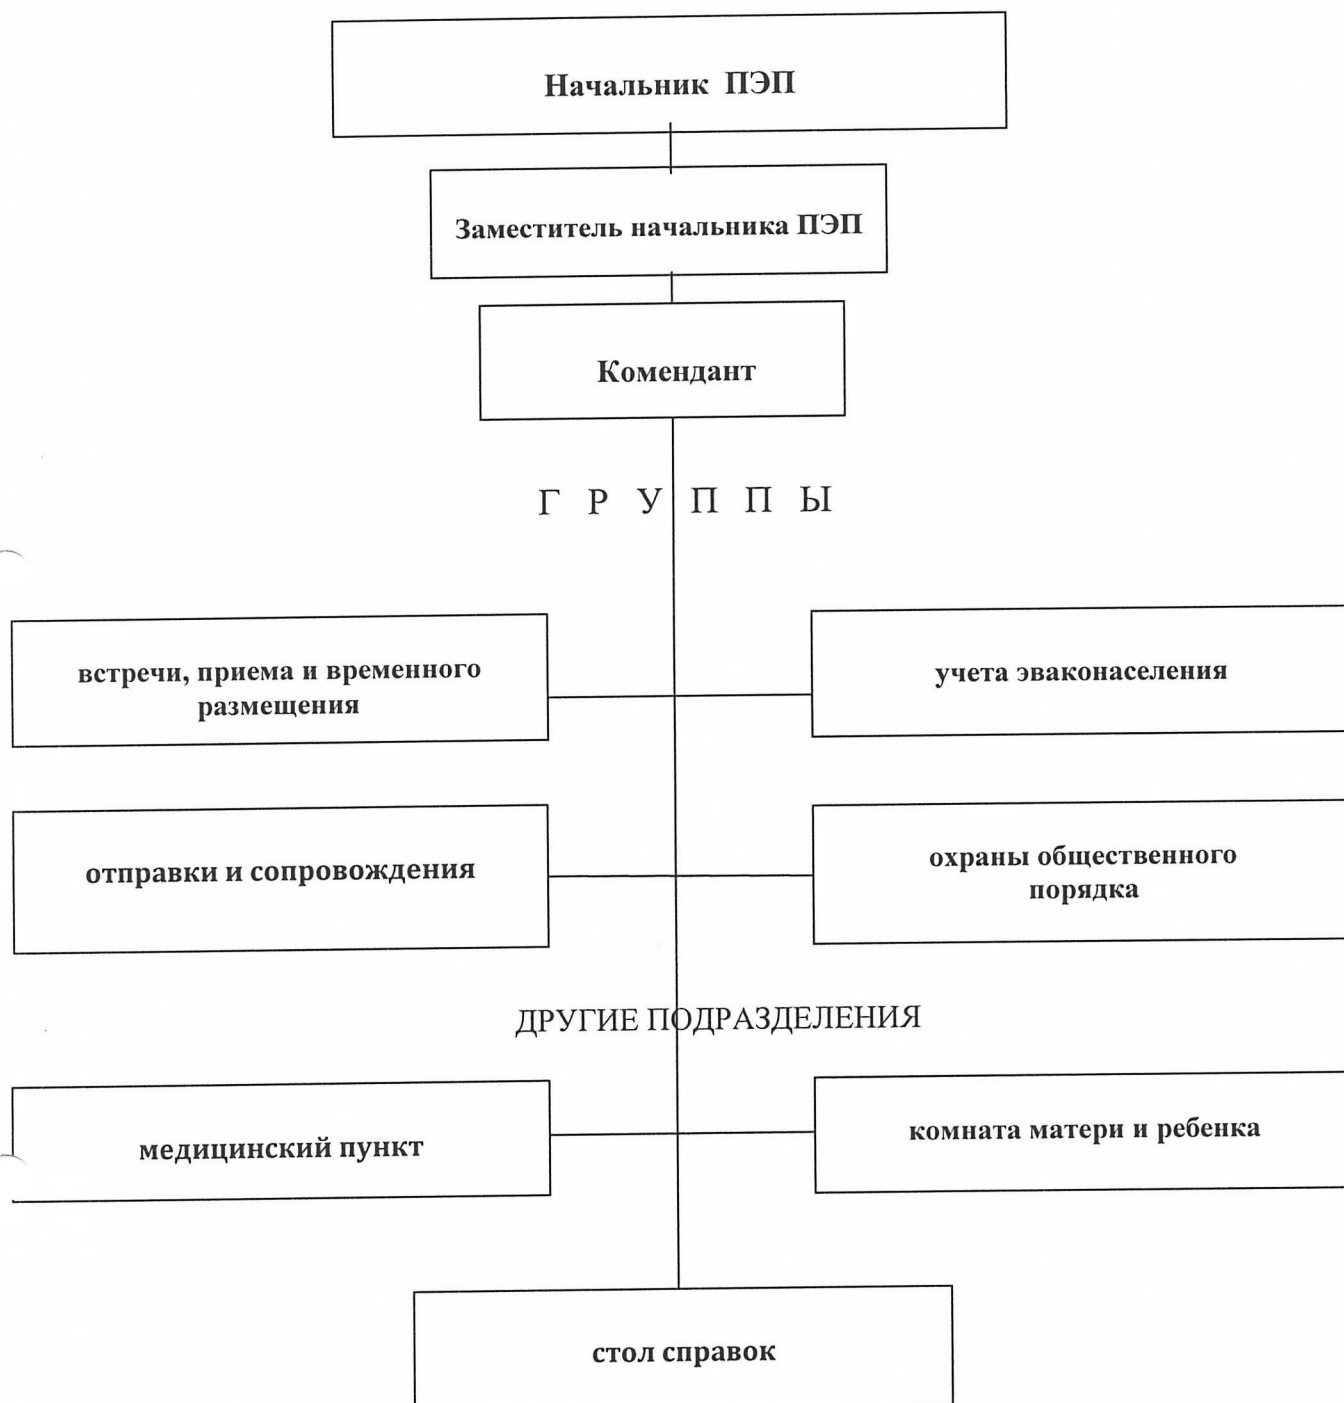 Начальник ПЭП
Заместитель начальника ПЭП
Комендант
Г Р У П П Ы
встречи, приема и временного
размещения
учета эваконаселения
отправки и сопровождения
охраны общественного
порядка
ДРУГИЕ ПОДРАЗДЕЛЕНИЯ
медицинский пункт
комната матери и ребенка
стол справок